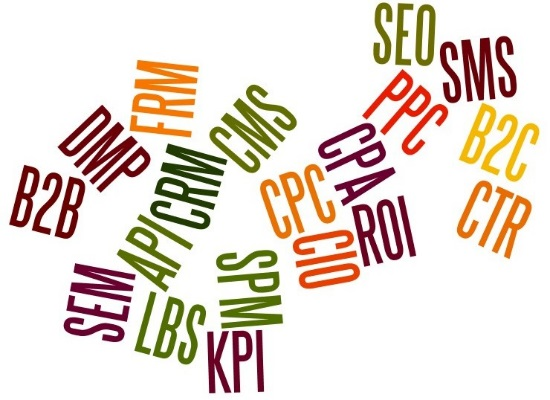 SEO
SMS
FRM
PPC
CMS
DMP
B2C
CPA
CRM
B2B
CPC
CTR
ROI
API
CIO
SPM
SEM
LBS
KPI